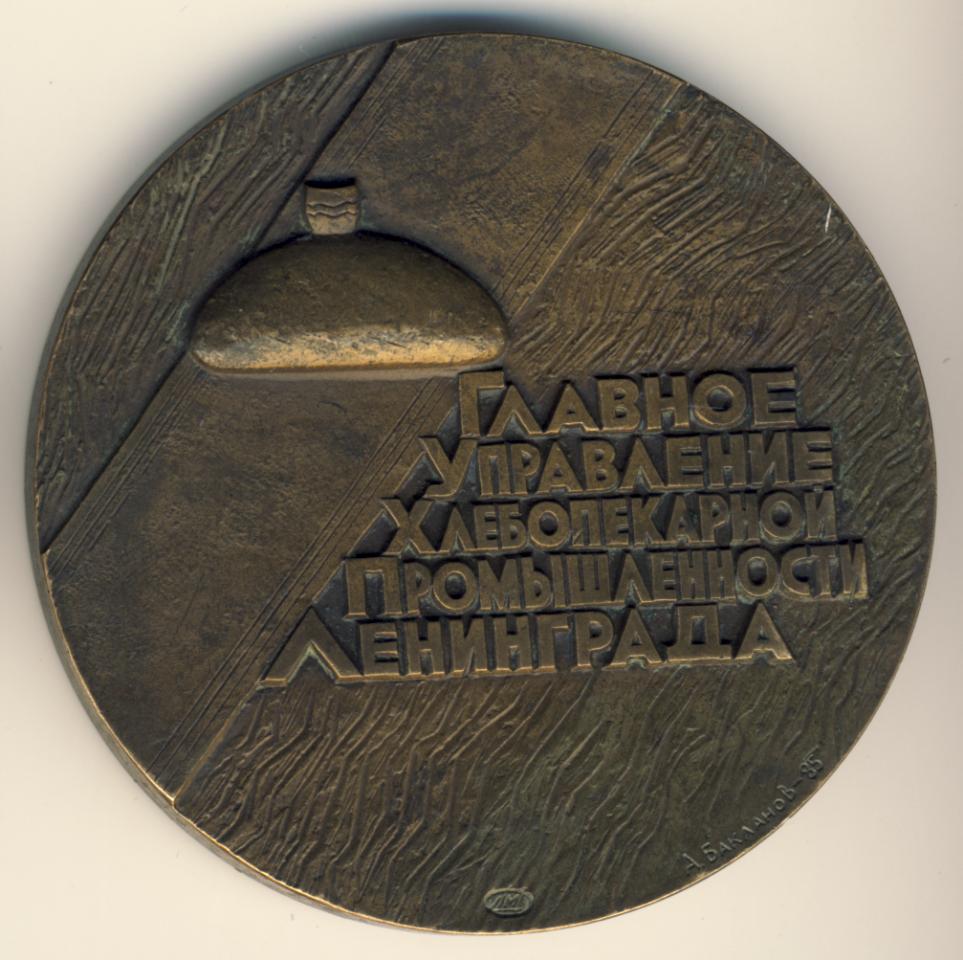 ГЛАВНОЕ
УПРАВЛЕНИЕ
ХЛЕБОПЕКАРНОЙ
ПРОМЫШЛЕННОСТИ
ЛЕНИНГРАДА
А. БАКЛАНОВ-85
ЛМД